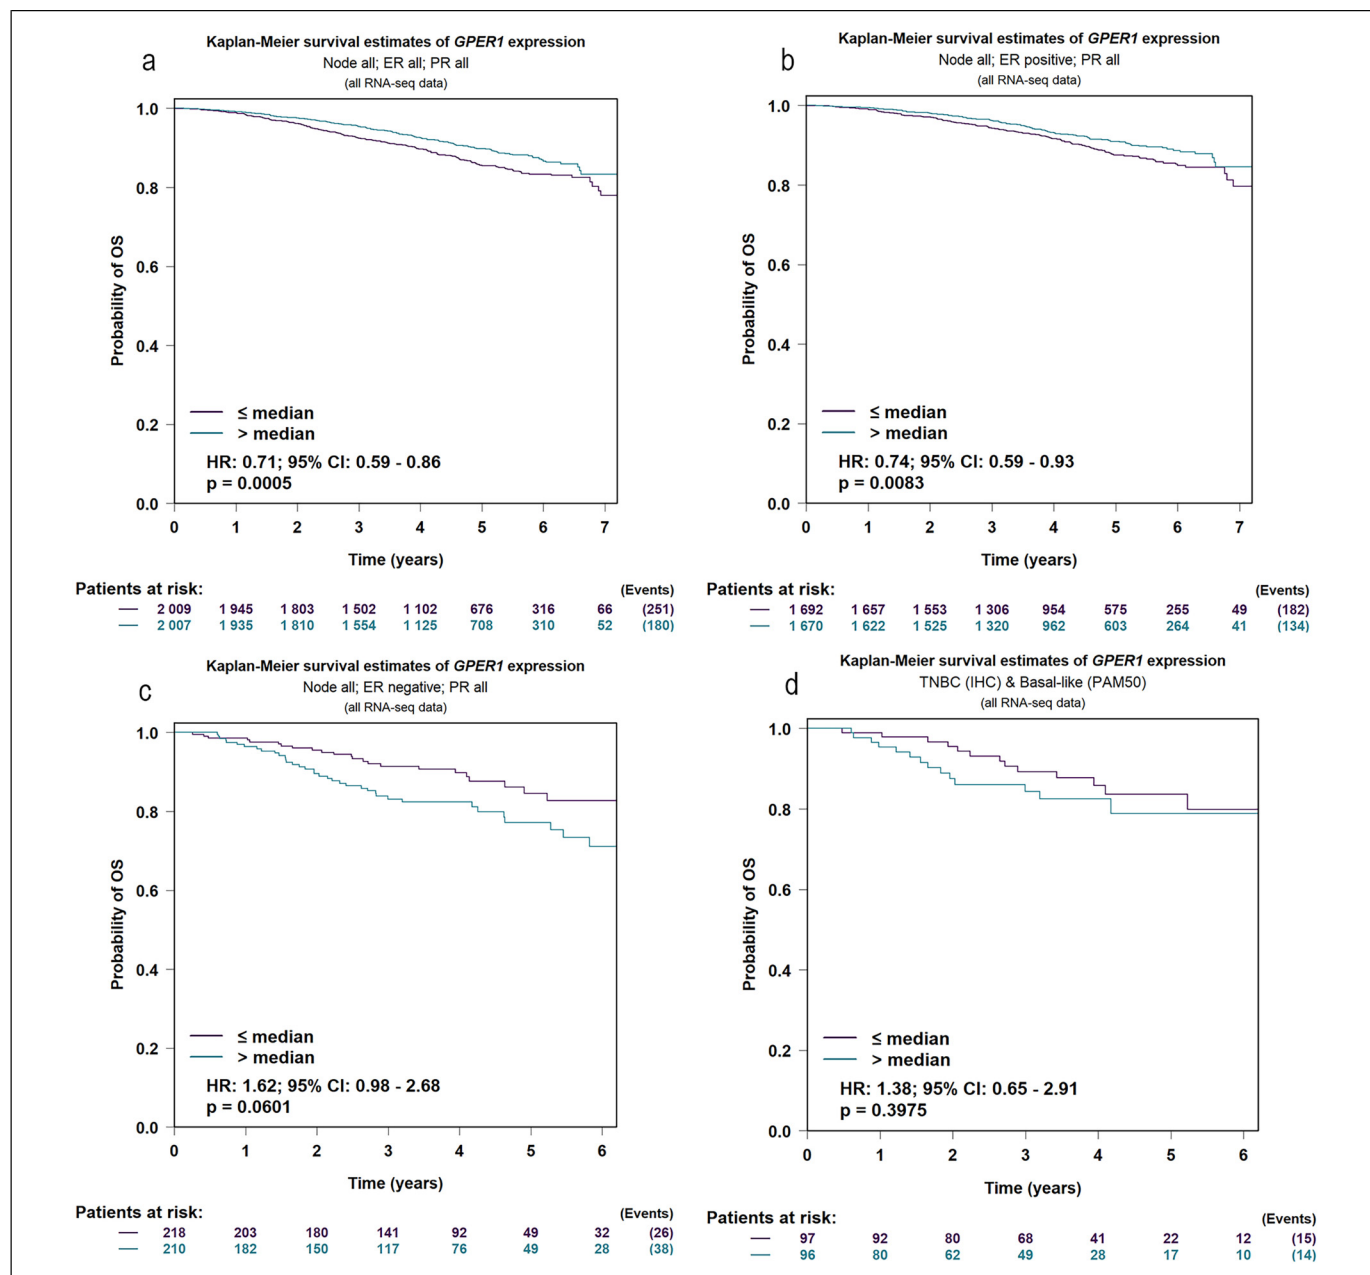 Kaplan-Meier survival estimates of GPER1 expression
a
Node all; ER all; PR all
(all RNA-seq data)
1.0
0.8
0.6
0.4
0.2
0.0
Probability of OS
≤ median
> median
HR: 0.71; 95% CI: 0.59 - 0.86
p = 0.0005
0 1 2 3 4 5 6 7
Time (years)
Patients at risk: (Events)
2 009 1 945 1 803 1 502 1 102 676 316 66 (251)
2 007 1 935 1 810 1 554 1 125 708 310 52 (180)
Kaplan-Meier survival estimates of GPER1 expression
b
Node all; ER positive; PR all
(all RNA-seq data)
1.0
0.8
0.6
0.4
0.2
0.0
Probability of OS
≤ median
> median
HR: 0.74; 95% CI: 0.59 - 0.93
p = 0.0083
0 1 2 3 4 5 6 7
Time (years)
Patients at risk: (Events)
1 692 1 657 1 553 1 306 954 575 255 49 (182)
1 670 1 622 1 525 1 320 962 603 264 41 (134)
Kaplan-Meier survival estimates of GPER1 expression
c
Node all; ER negative; PR all
(all RNA-seq data)
1.0
0.8
0.6
0.4
0.2
0.0
Probability of OS
≤ median
> median
HR: 1.62; 95% CI: 0.98 - 2.68
p = 0.0601
0 1 2 3 4 5 6
Time (years)
Patients at risk: (Events)
218 203 180 141 92 49 32 (26)
210 182 150 117 76 49 28 (38)
Kaplan-Meier survival estimates of GPER1 expression
d
TNBC (IHC) & Basal-like (PAM50)
(all RNA-seq data)
1.0
0.8
0.6
0.4
0.2
0.0
Probability of OS
≤ median
> median
HR: 1.38; 95% CI: 0.65 - 2.91
p = 0.3975
0 1 2 3 4 5 6
Time (years)
Patients at risk: (Events)
97 92 80 68 41 22 12 (15)
96 80 62 49 28 17 10 (14)